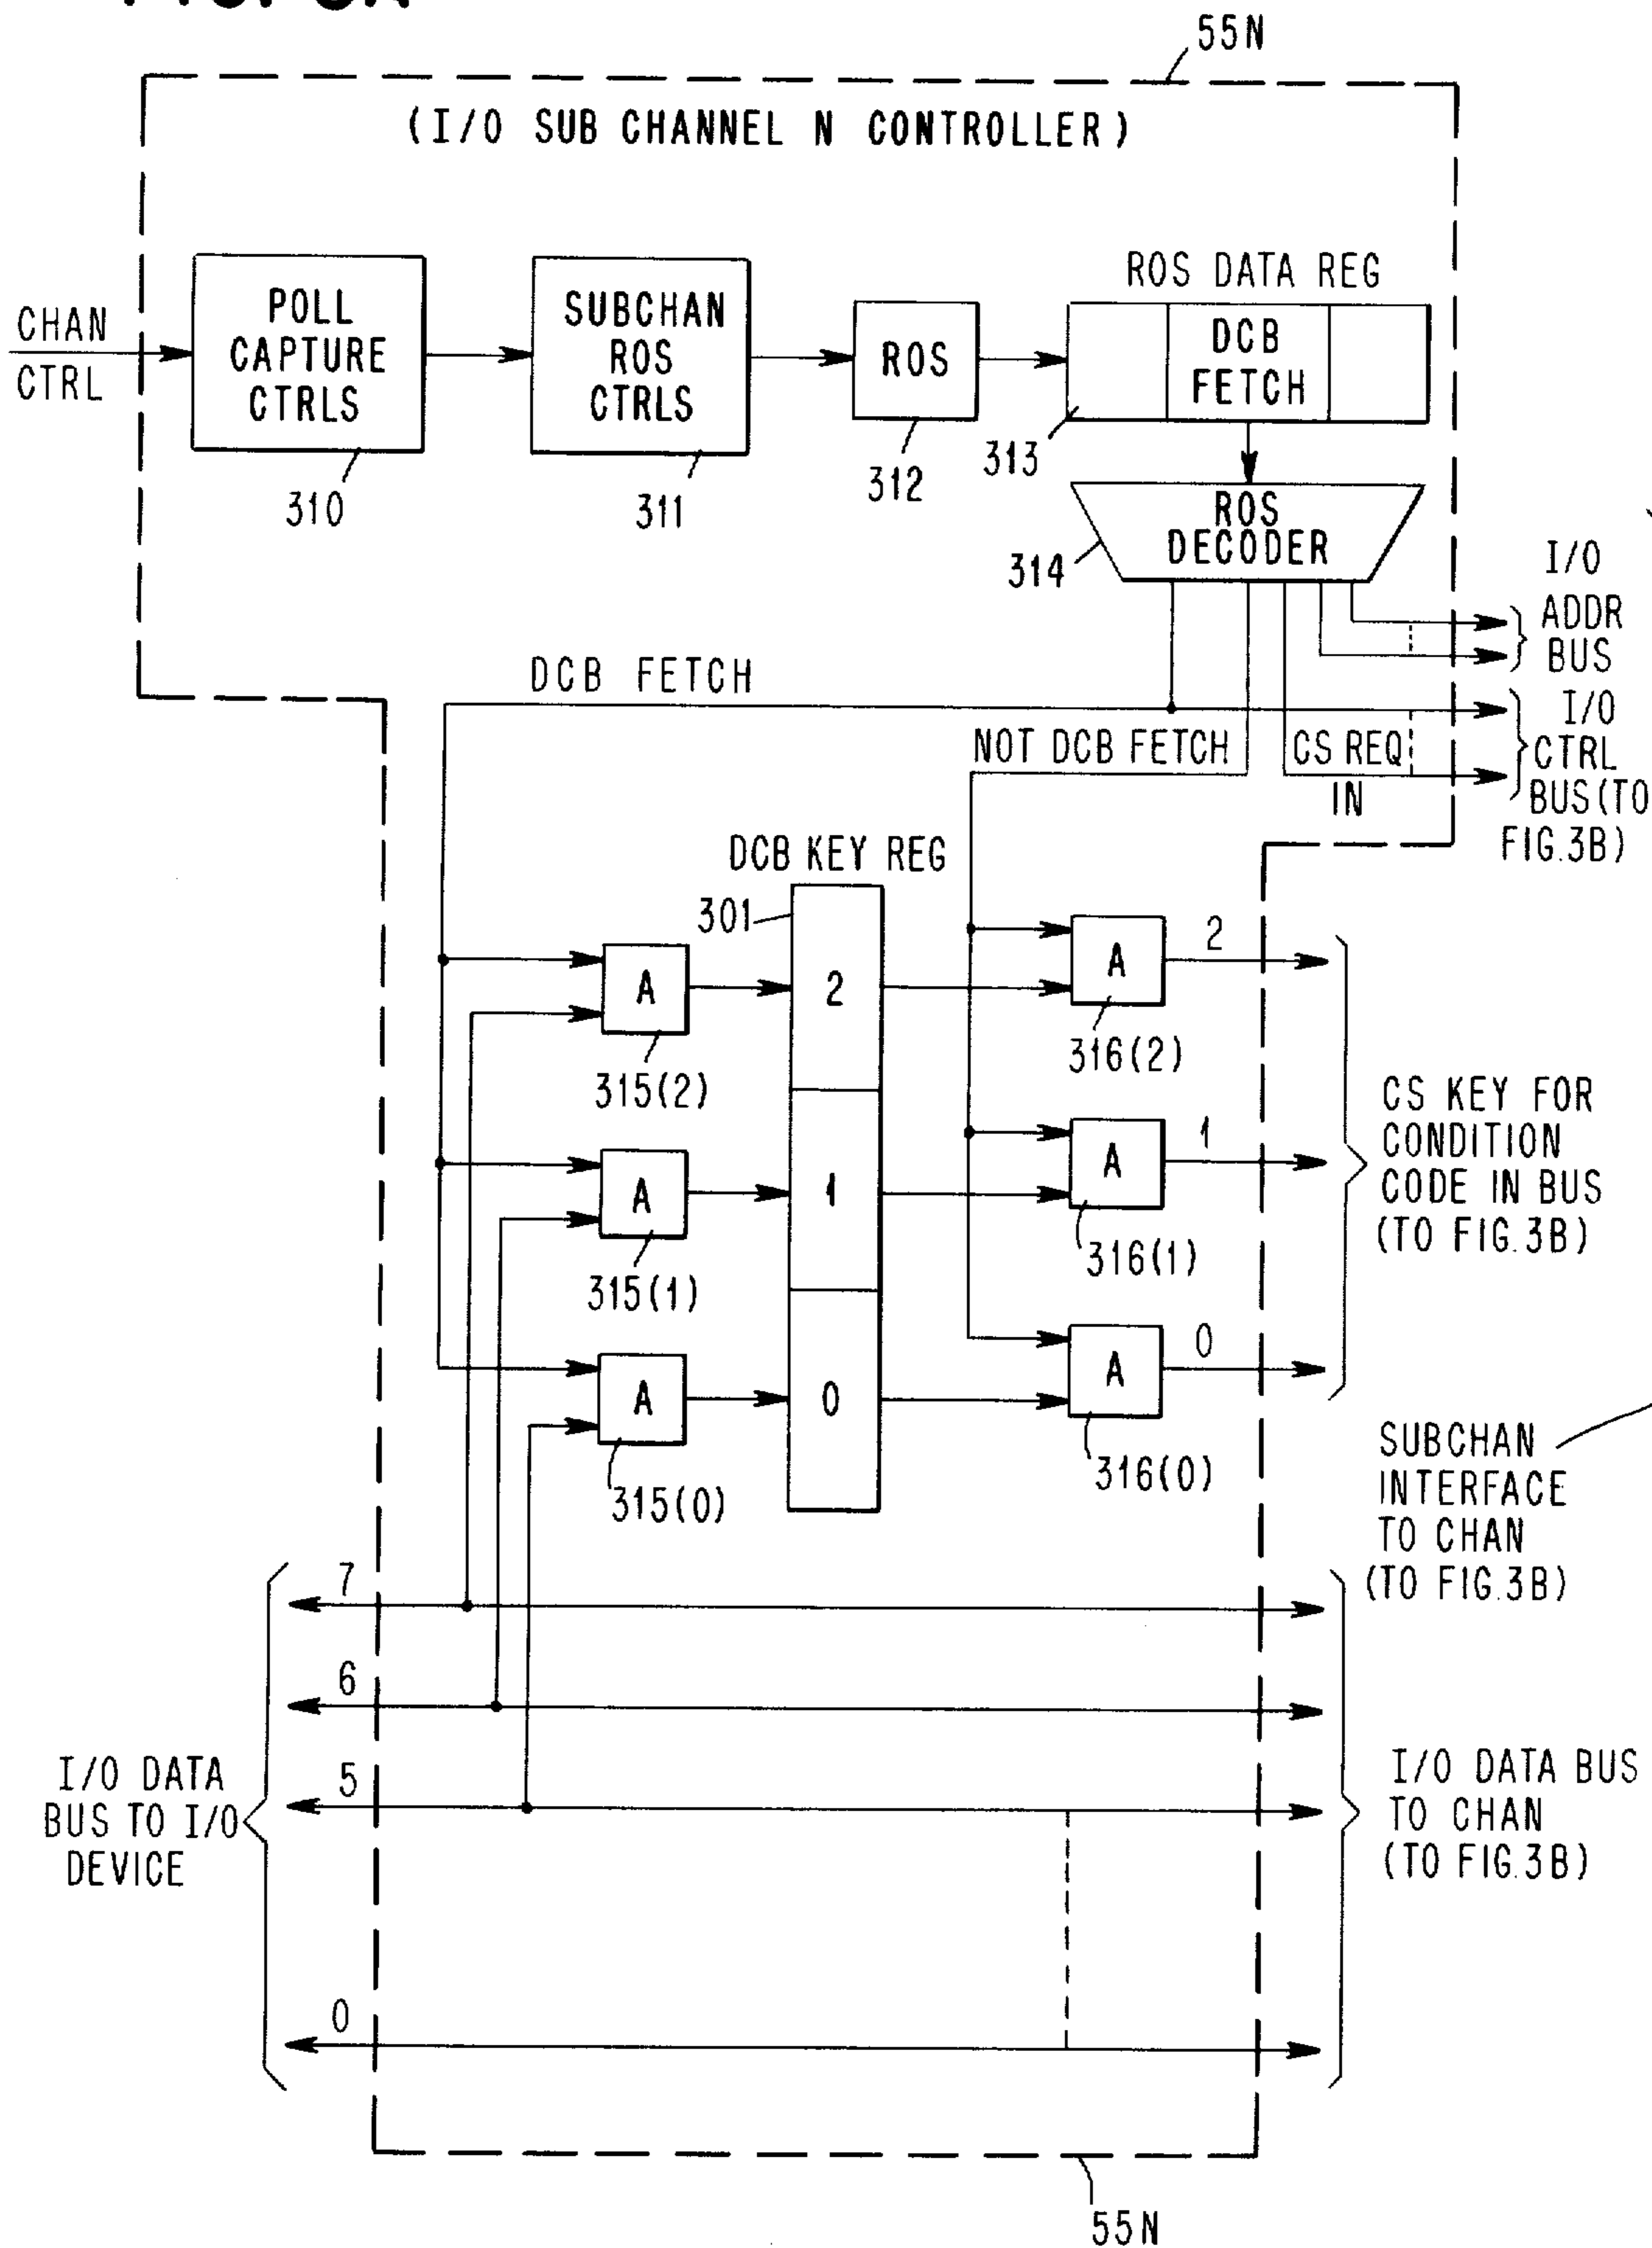 FIG. 3A
55N
(I/O SUB CHANNEL N CONTROLLER)
CHAN
CTRL
POLL
CAPTURE
CTRLS
310
SUBCHAN
ROS
CTRLS
311
ROS
312
ROS DATA REG
DCB
FETCH
313
ROS
DECODER
314
I/O
ADDR
BUS
DCB FETCH
NOT DCB FETCH
CS REQ
IN
I/O
CTRL
BUS(TO
FIG.3B)
DCB KEY REG
301
2
1
0
A
315(2)
A
315(1)
A
315(0)
A
2
316(2)
A
1
316(1)
A
0
316(0)
CS KEY FOR
CONDITION
CODE IN BUS
(TO FIG.3B)
SUBCHAN
INTERFACE
TO CHAN
(TO FIG.3B)
7
6
5
0
I/O DATA
BUS TO I/O
DEVICE
I/O DATA BUS
TO CHAN
(TO FIG.3B)
55N